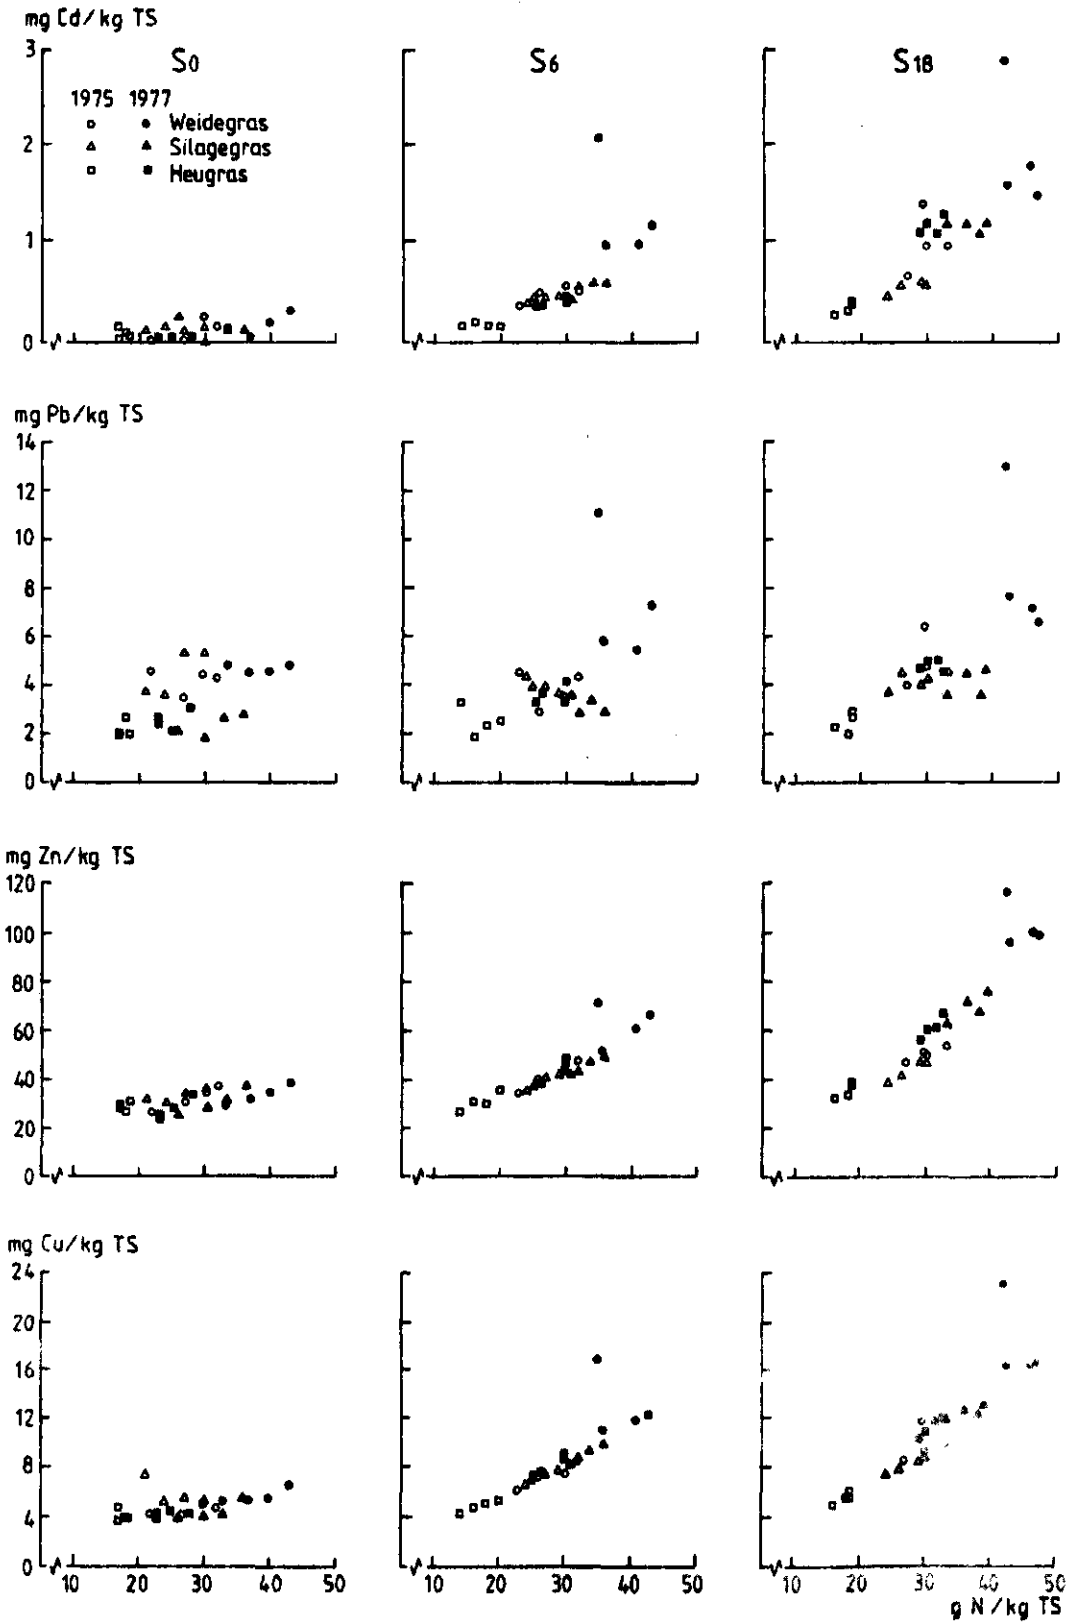 mg Cd/kg TS
3
2
1
0
S0
S6
S18
1975 1977
Weidegras
Silagegras
Heugras
mg Pb/kg TS
14
12
10
8
6
4
2
0
mg Zn/kg TS
120
100
80
60
40
20
0
mg Cu/kg TS
24
20
16
12
8
4
0
10 20 30 40 50
10 20 30 40 50
10 20 30 40 50
g N/kg TS